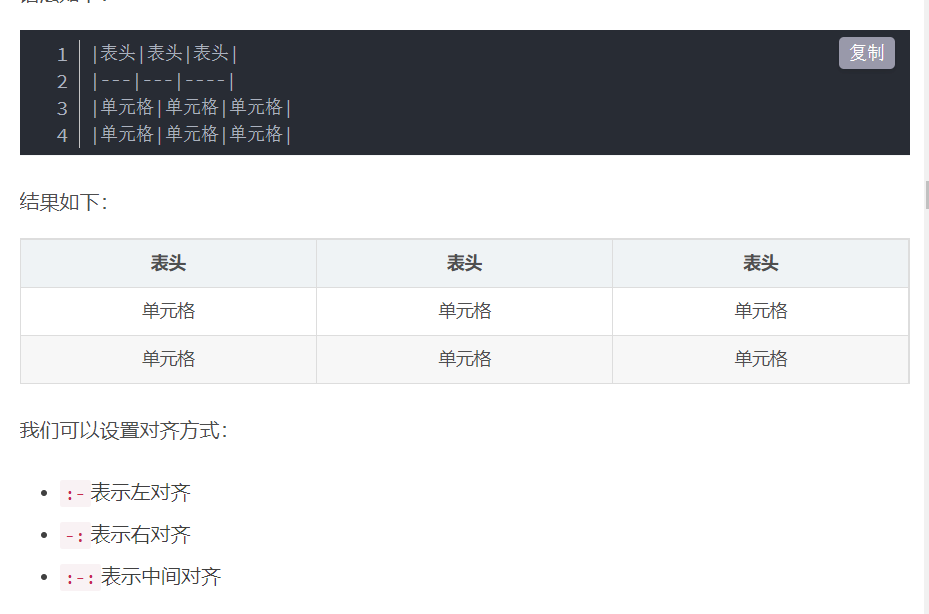 1 |表头|表头|表头|
复制
2 |---|---|----|
3 |单元格|单元格|单元格|
4 |单元格|单元格|单元格|
结果如下：
表头 表头 表头
单元格 单元格 单元格
单元格 单元格 单元格
我们可以设置对齐方式：
• :-表示左对齐
• -:表示右对齐
• :-:表示中间对齐